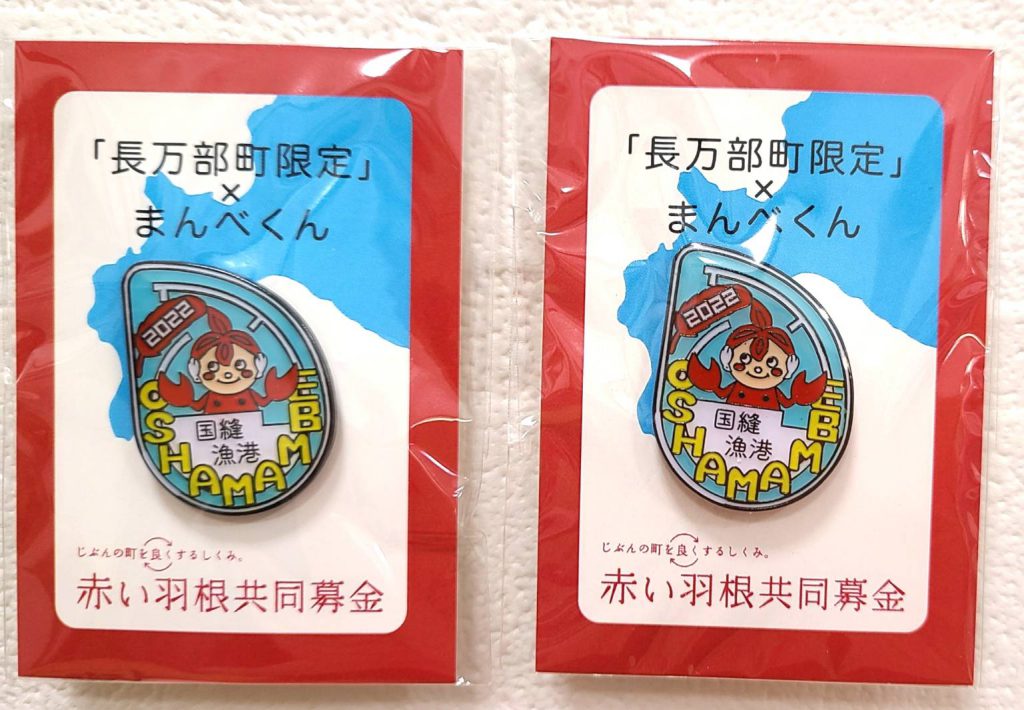 「長万部町限定」
×
まんべくん
2022
OSHAMAMBE
国縫
漁港
じぶんの町を良くするしくみ。
赤い羽根共同募金
「長万部町限定」
×
まんべくん
2022
OSHAMAMBE
国縫
漁港
じぶんの町を良くするしくみ。
赤い羽根共同募金